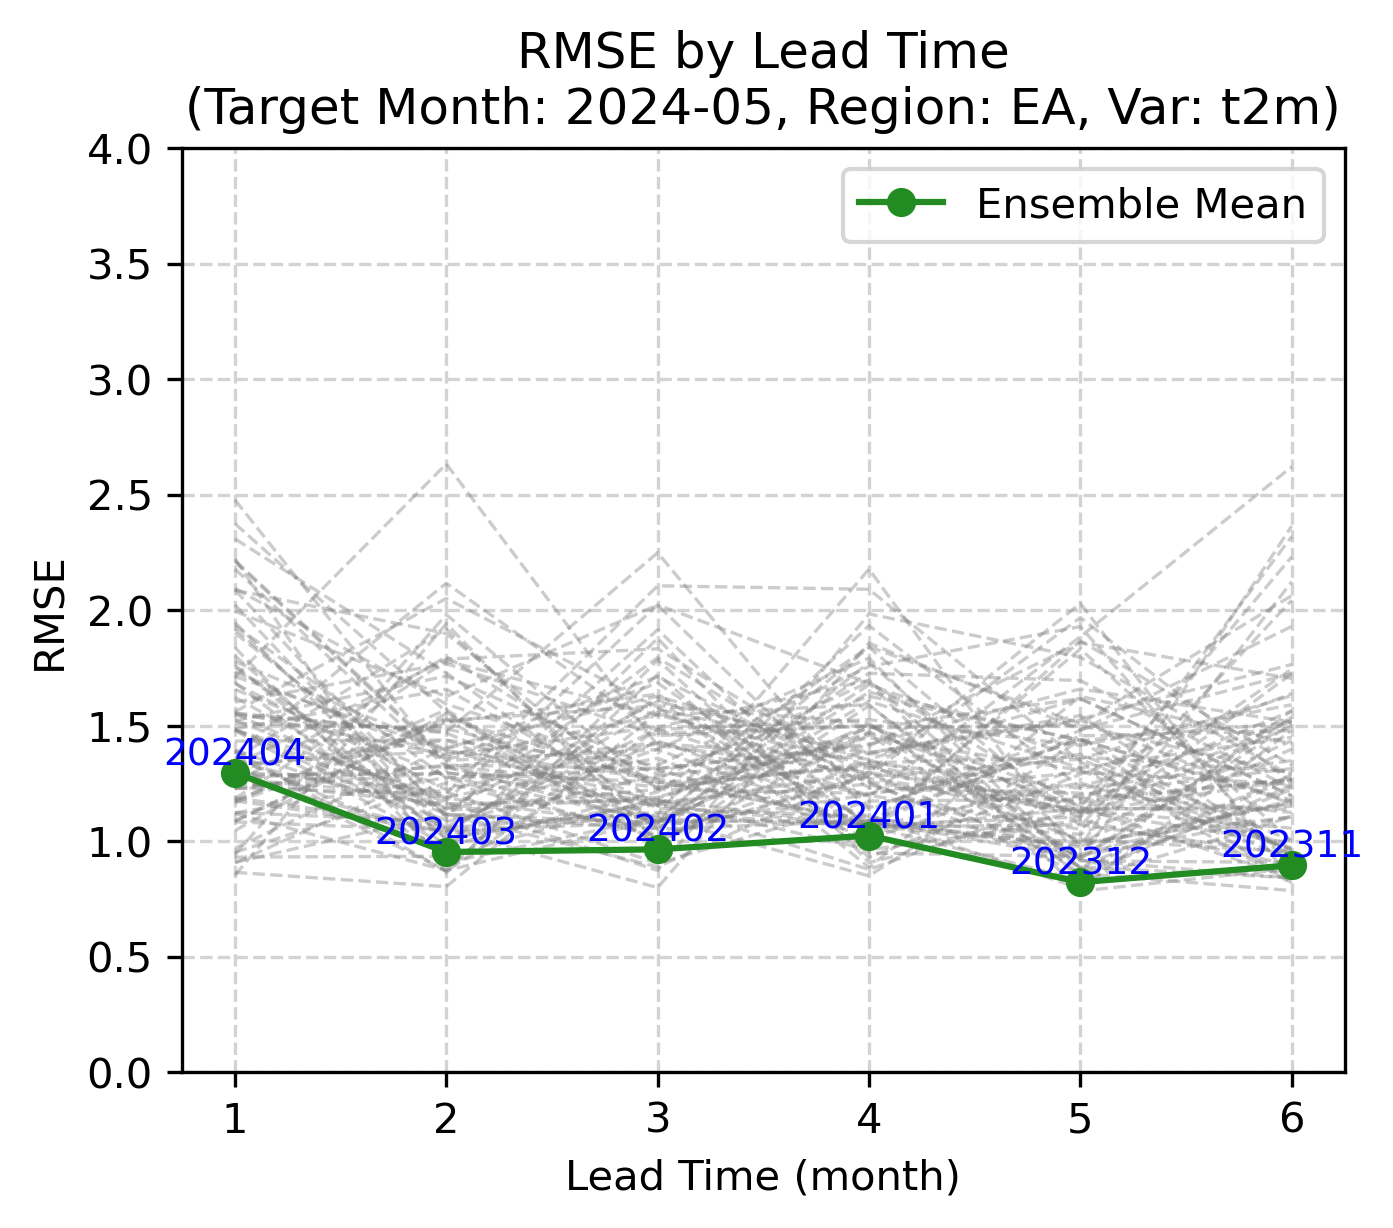 RMSE by Lead Time
(Target Month: 2024-05, Region: EA, Var: t2m)
4.0
3.5
3.0
2.5
2.0
1.5
1.0
0.5
0.0
RMSE
Ensemble Mean
202404
202403
202402
202401
202312
202311
1 2 3 4 5 6
Lead Time (month)